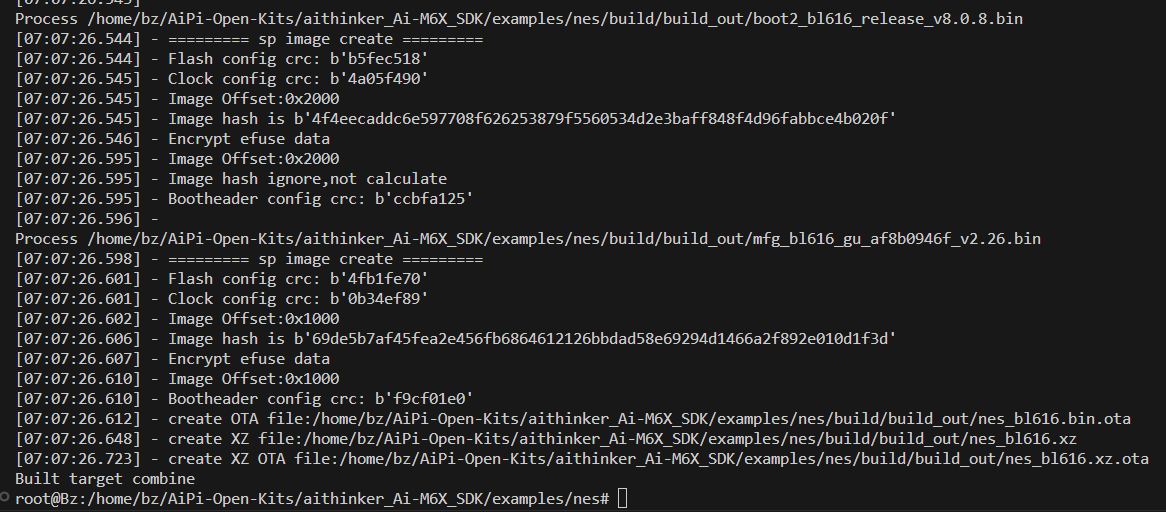 Process /home/bz/AiPi-Open-Kits/aithinker_Ai-M6X_SDK/examples/nes/build/build_out/boot2_bl616_release_v8.0.8.bin
[07:07:26.544] - ========= sp image create =========
[07:07:26.544] - Flash config crc: b'b5fec518'
[07:07:26.545] - Clock config crc: b'4a05f490'
[07:07:26.545] - Image Offset:0x2000
[07:07:26.545] - Image hash is b'4f4eecaddc6e597708f626253879f5560534d2e3baff848f4d96fabbce4b020f'
[07:07:26.546] - Encrypt efuse data
[07:07:26.595] - Image Offset:0x2000
[07:07:26.595] - Image hash ignore,not calculate
[07:07:26.595] - Bootheader config crc: b'ccbfa125'
[07:07:26.596] -
Process /home/bz/AiPi-Open-Kits/aithinker_Ai-M6X_SDK/examples/nes/build/build_out/mfg_bl616_gu_af8b0946f_v2.26.bin
[07:07:26.598] - ========= sp image create =========
[07:07:26.601] - Flash config crc: b'4fb1fe70'
[07:07:26.601] - Clock config crc: b'0b34ef89'
[07:07:26.602] - Image Offset:0x1000
[07:07:26.606] - Image hash is b'69de5b7af45fea2e456fb6864612126bbdad58e69294d1466a2f892e010d1f3d'
[07:07:26.607] - Encrypt efuse data
[07:07:26.610] - Image Offset:0x1000
[07:07:26.610] - Bootheader config crc: b'f9cf01e0'
[07:07:26.612] - create OTA file:/home/bz/AiPi-Open-Kits/aithinker_Ai-M6X_SDK/examples/nes/build/build_out/nes_bl616.bin.ota
[07:07:26.648] - create XZ file:/home/bz/AiPi-Open-Kits/aithinker_Ai-M6X_SDK/examples/nes/build/build_out/nes_bl616.xz
[07:07:26.723] - create XZ OTA file:/home/bz/AiPi-Open-Kits/aithinker_Ai-M6X_SDK/examples/nes/build/build_out/nes_bl616.xz.ota
Built target combine
root@Bz:/home/bz/AiPi-Open-Kits/aithinker_Ai-M6X_SDK/examples/nes#